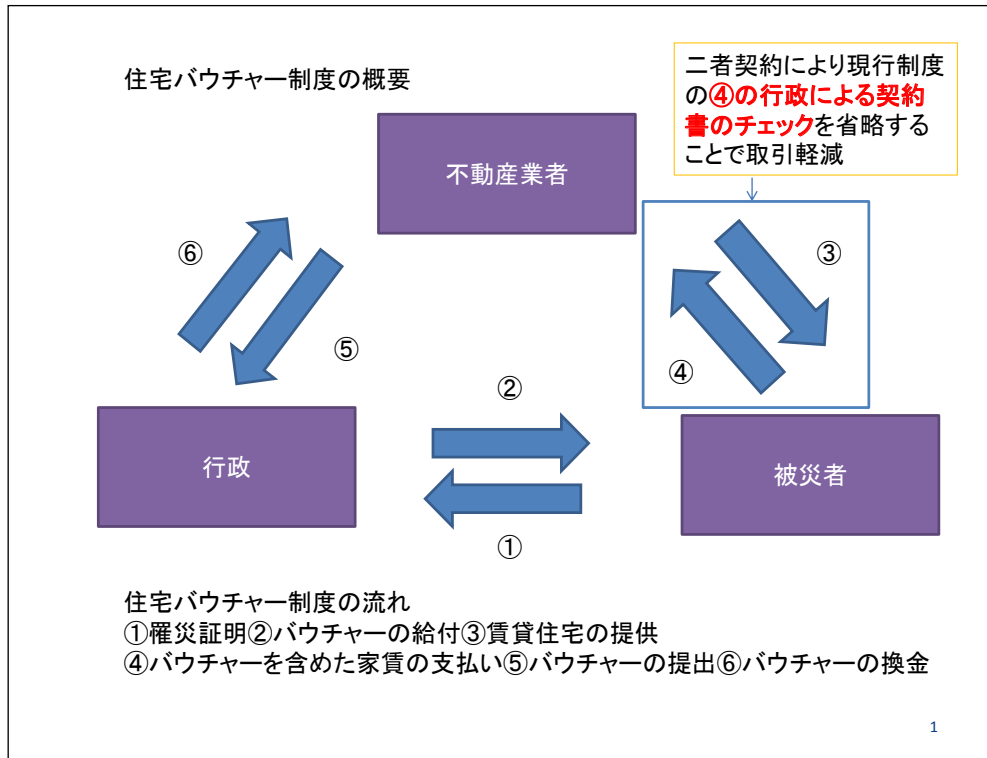 住宅バウチャー制度の概要
二者契約により現行制度
の④の行政による契約
書のチェックを省略する
ことで取引軽減
不動産業者
⑥
③
⑤
④
②
行政
被災者
①
住宅バウチャー制度の流れ
①罹災証明②バウチャーの給付③賃貸住宅の提供
④バウチャーを含めた家賃の支払い⑤バウチャーの提出⑥バウチャーの換金
1